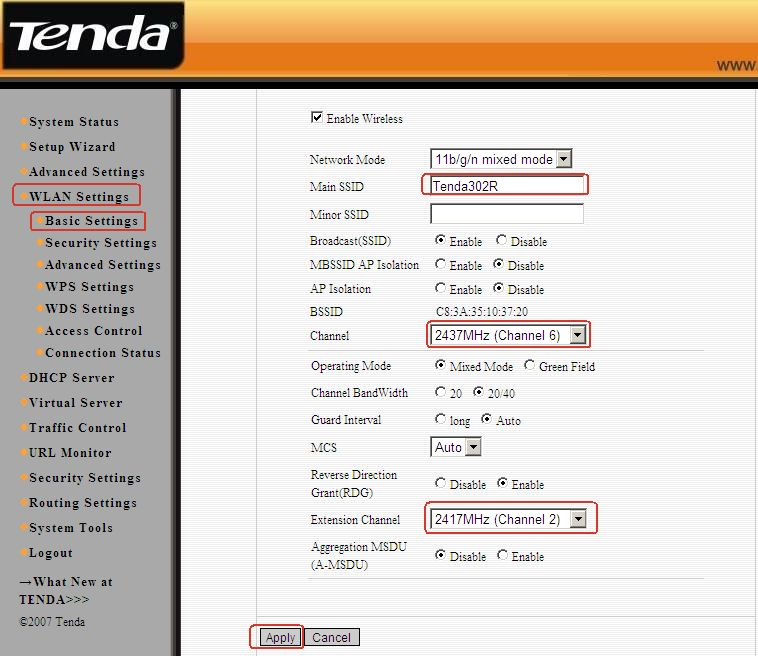 Tenda®
www
System Status
Setup Wizard
Advanced Settings
WLAN Settings
Basic Settings
Security Settings
Advanced Settings
WPS Settings
WDS Settings
Access Control
Connection Status
DHCP Server
Virtual Server
Traffic Control
URL Monitor
Security Settings
Routing Settings
System Tools
Logout
→What New at
TENDA>>>
©2007 Tenda
Enable Wireless
Network Mode 11b/g/n mixed mode
Main SSID Tenda302R
Minor SSID
Broadcast(SSID) Enable Disable
MBSSID AP Isolation Enable Disable
AP Isolation Enable Disable
BSSID C8:3A:35:10:37:20
Channel 2437MHz (Channel 6)
Operating Mode Mixed Mode Green Field
Channel BandWidth 20 20/40
Guard Interval long Auto
MCS Auto
Reverse Direction
Grant(RDG) Disable Enable
Extension Channel 2417MHz (Channel 2)
Aggregation MSDU
(A-MSDU) Disable Enable
Apply Cancel